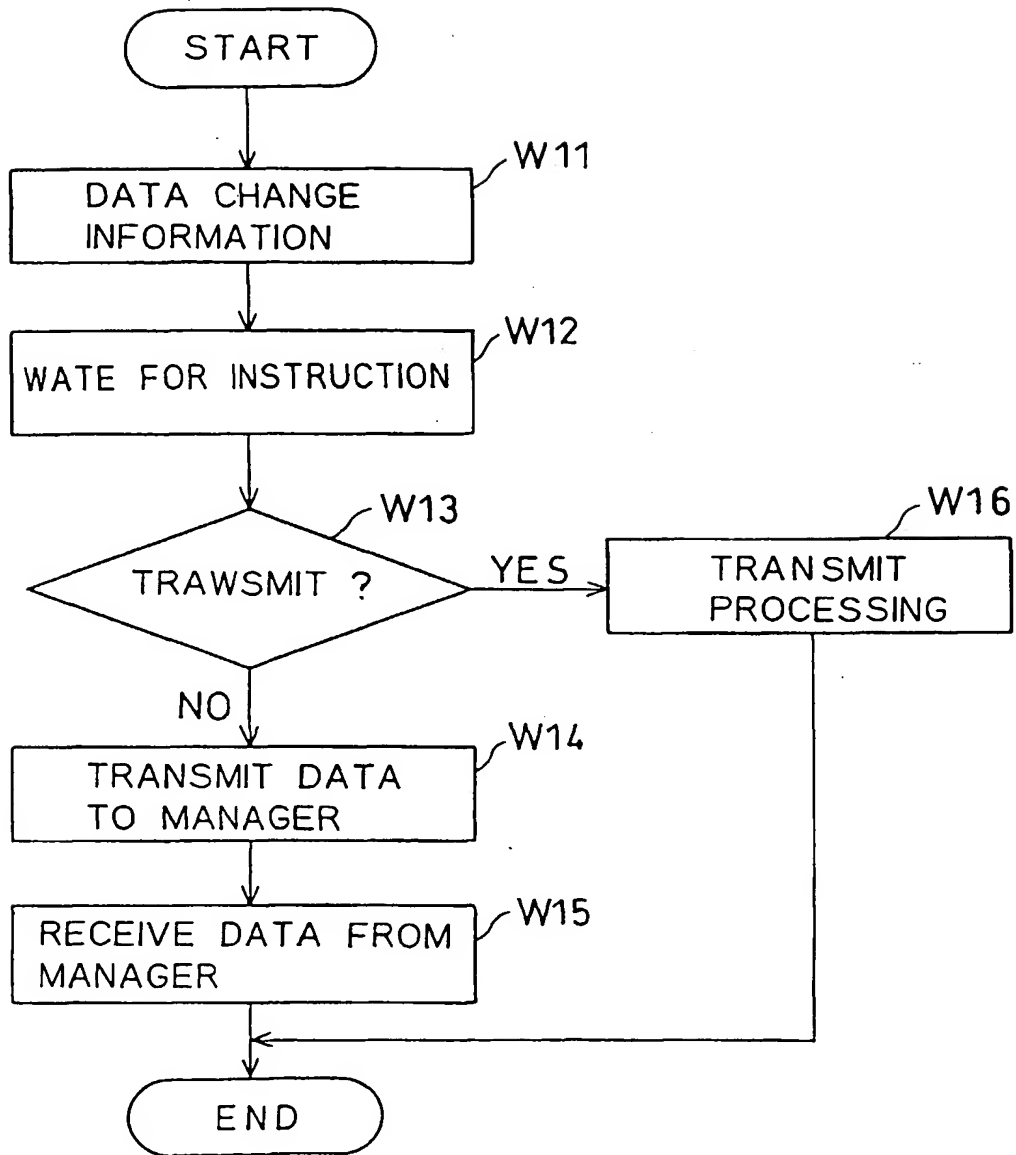 START
W11
DATA CHANGE
INFORMATION
W12
WATE FOR INSTRUCTION
W13
TRAWSMIT ?
YES
W16
TRANSMIT
PROCESSING
NO
W14
TRANSMIT DATA
TO MANAGER
W15
RECEIVE DATA FROM
MANAGER
END